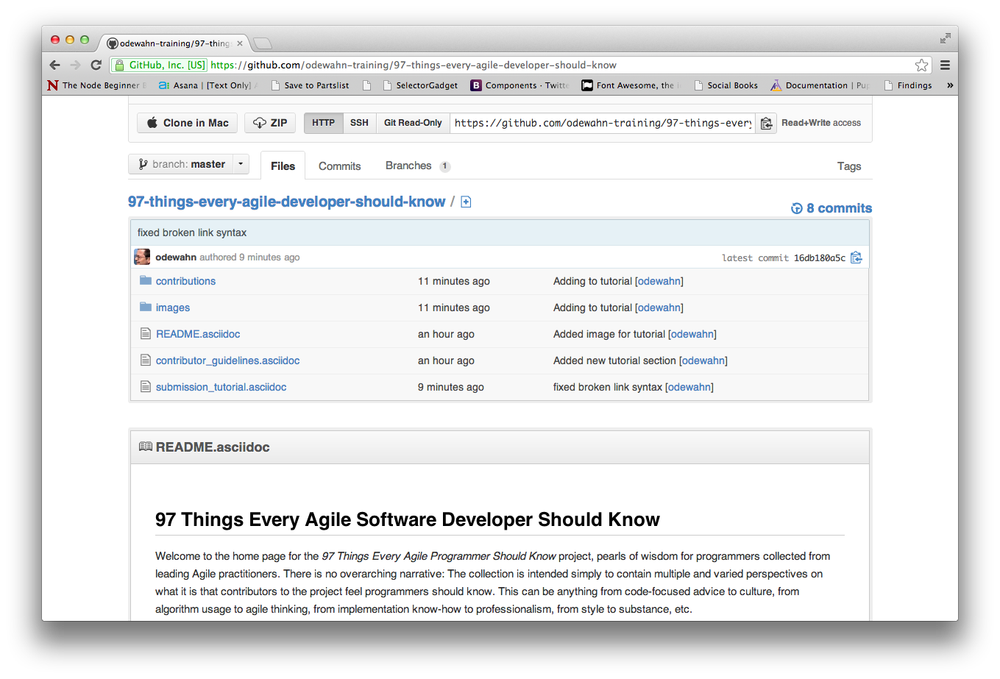 odewahn-training/97-thing
GitHub, Inc. [US] https://github.com/odewahn-training/97-things-every-agile-developer-should-know
The Node Beginner Asana | [Text Only] Save to Partslist SelectorGadget Components · Twitte Font Awesome, the Social Books Documentation | Pup Findings »
Clone in Mac ZIP HTTP SSH Git Read-Only https://github.com/odewahn-training/97-things-every Read+Write access
branch: master Files Commits Branches 1 Tags
97-things-every-agile-developer-should-know /
8 commits
fixed broken link syntax
odewahn authored 9 minutes ago latest commit 16db180a5c
contributions 11 minutes ago Adding to tutorial [odewahn]
images 11 minutes ago Adding to tutorial [odewahn]
README.asciidoc an hour ago Added image for tutorial [odewahn]
contributor_guidelines.asciidoc an hour ago Added new tutorial section [odewahn]
submission_tutorial.asciidoc 9 minutes ago fixed broken link syntax [odewahn]
README.asciidoc
97 Things Every Agile Software Developer Should Know
Welcome to the home page for the 97 Things Every Agile Programmer Should Know project, pearls of wisdom for programmers collected from
leading Agile practitioners. There is no overarching narrative: The collection is intended simply to contain multiple and varied perspectives on
what it is that contributors to the project feel programmers should know. This can be anything from code-focused advice to culture, from
algorithm usage to agile thinking, from implementation know-how to professionalism, from style to substance, etc.